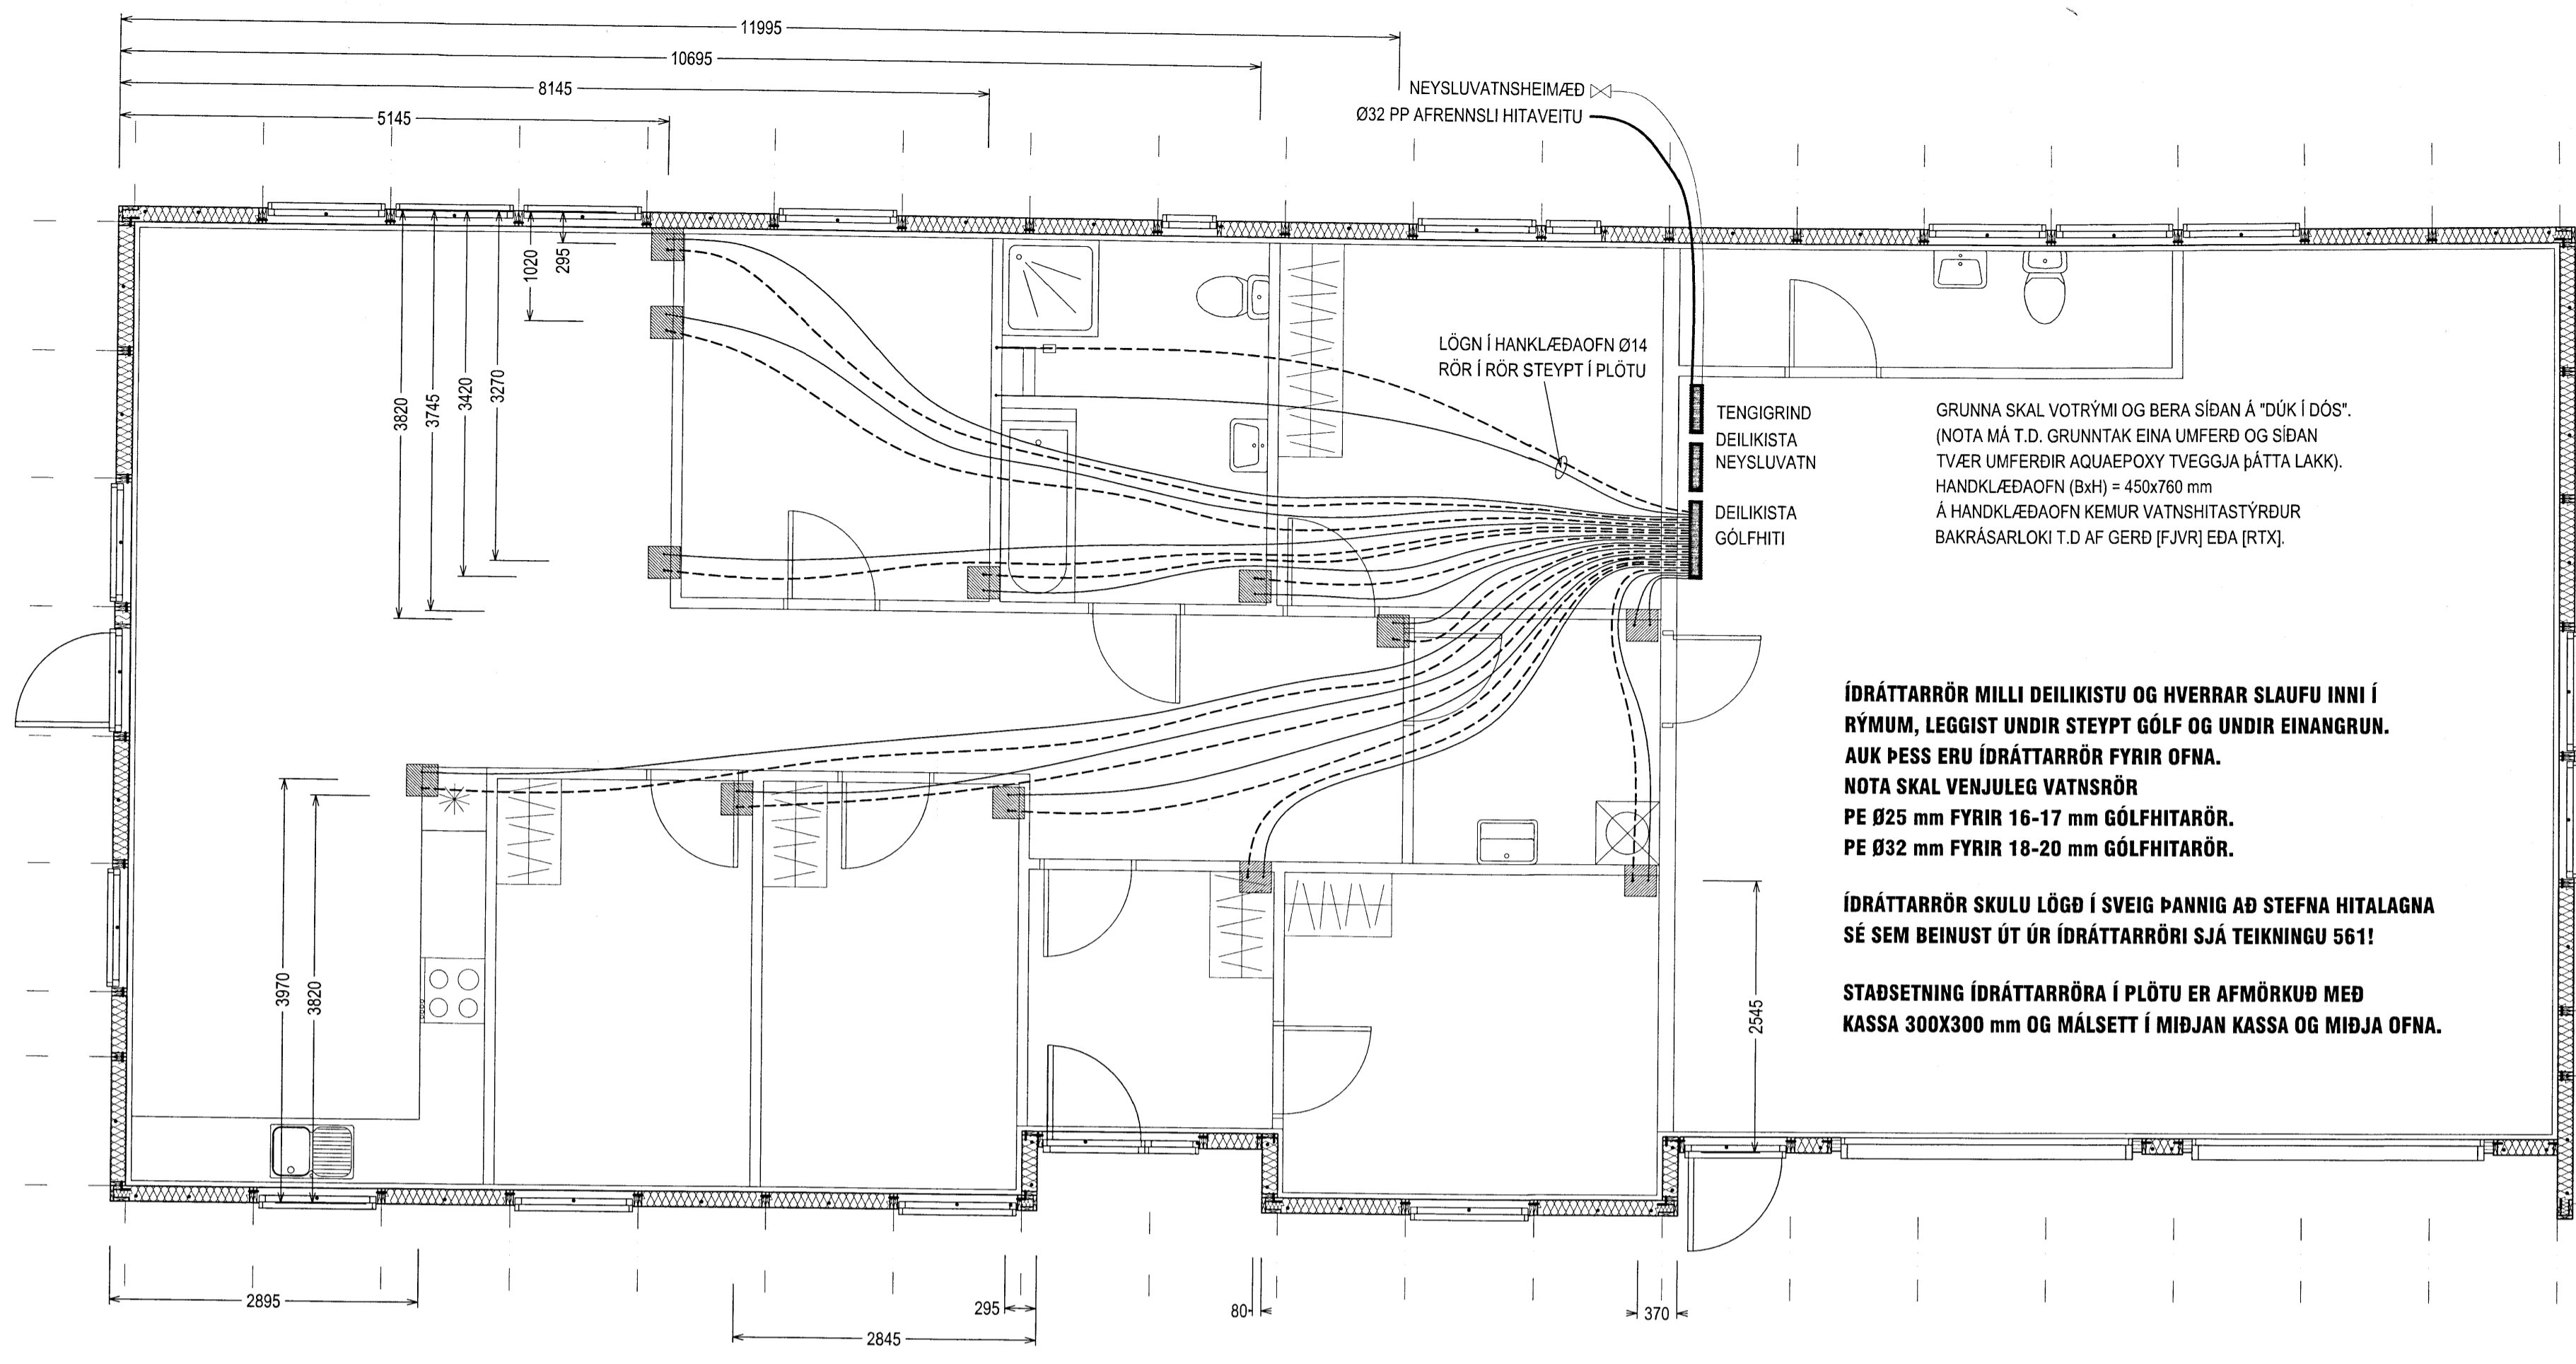 11995
10695
8145
5145
NEYSLUVATNSHEIMÆÐ
Ø32 PP AFRENNSLI HITAVEITU
295
1020
3270
3420
3745
3820
LÖGN Í HANKLÆÐAOFN Ø14
RÖR Í RÖR STEYPT Í PLÖTU
TENGIGRIND
DEILIKISTA
NEYSLUVATN
DEILIKISTA
GÓLFHITI
GRUNNA SKAL VOTRÝMI OG BERA SÍÐAN Á "DÚK Í DÓS".
(NOTA MÁ T.D. GRUNNTAK EINA UMFERÐ OG SÍÐAN
TVÆR UMFERÐIR AQUAEPOXY TVEGGJA þÁTTA LAKK).
HANDKLÆÐAOFN (BxH) = 450x760 mm
Á HANDKLÆÐAOFN KEMUR VATNSHITASTÝRÐUR
BAKRÁSARLOKI T.D AF GERÐ [FJVR] EÐA [RTX].
ÍDRÁTTARRÖR MILLI DEILIKISTU OG HVERRAR SLAUFU INNI Í
RÝMUM, LEGGIST UNDIR STEYPT GÓLF OG UNDIR EINANGRUN.
AUK ÞESS ERU ÍDRÁTTARRÖR FYRIR OFNA.
NOTA SKAL VENJULEG VATNSRÖR
PE Ø25 mm FYRIR 16-17 mm GÓLFHITARÖR.
PE Ø32 mm FYRIR 18-20 mm GÓLFHITARÖR.
ÍDRÁTTARRÖR SKULU LÖGÐ Í SVEIG ÞANNIG AÐ STEFNA HITALAGNA
SÉ SEM BEINUST ÚT ÚR ÍDRÁTTARRÖRI SJÁ TEIKNINGU 561!
STAÐSETNING ÍDRÁTTARRÖRA Í PLÖTU ER AFMÖRKUÐ MEÐ
KASSA 300X300 mm OG MÁLSETT Í MIÐJAN KASSA OG MIÐJA OFNA.
3970
3820
2545
2895
295
80
370
2845